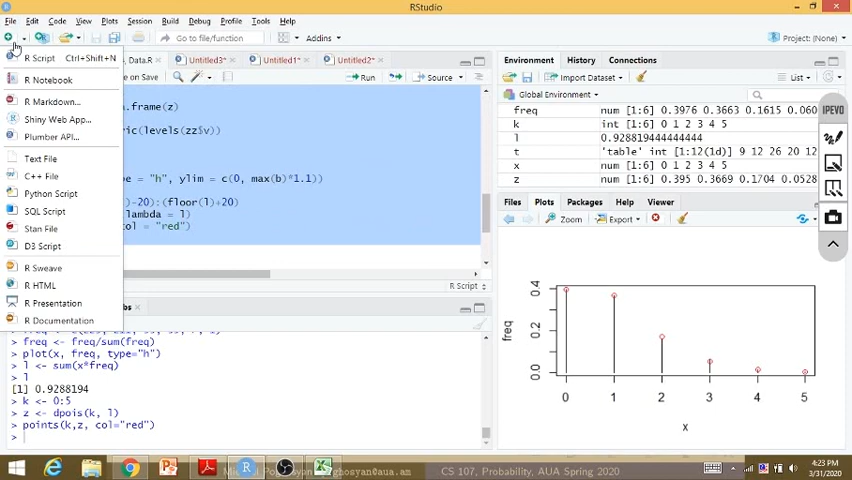 RStudio
File Edit Code View Plots Session Build Debug Profile Tools Help
Go to file/function
Addins
Project: (None)
R Script Ctrl+Shift+N
R Notebook
R Markdown...
Shiny Web App...
Plumber API...
Text File
C++ File
Python Script
SQL Script
Stan File
D3 Script
R Sweave
R HTML
R Presentation
R Documentation
Data.R Untitled3* Untitled1* Untitled2*
on Save Run Source
a.frame(z)
ric(levels(zz$v))
e = "h", ylim = c(0, max(b)*1.1))
)-20):(floor(l)+20)
lambda = l)
ol = "red")
R Script
freq <- freq/sum(freq)
plot(x, freq, type="h")
> l <- sum(x*freq)
> l
[1] 0.9288194
> k <- 0:5
> z <- dpois(k, l)
> points(k,z, col="red")
>
Environment History Connections
Import Dataset List
Global Environment
freq num [1:6] 0.3976 0.3663 0.1615 0.060
k int [1:6] 0 1 2 3 4 5
l 0.928819444444444
t 'table' int [1:12(1d)] 9 12 26 20 12
x num [1:6] 0 1 2 3 4 5
z num [1:6] 0.395 0.3669 0.1704 0.0528
Files Plots Packages Help Viewer
Zoom Export
freq
0.4
0.2
0.0
0 1 2 3 4 5
x
IPEVO
CS 107, Probability, AUA Spring 2020
4:23 PM
3/31/2020